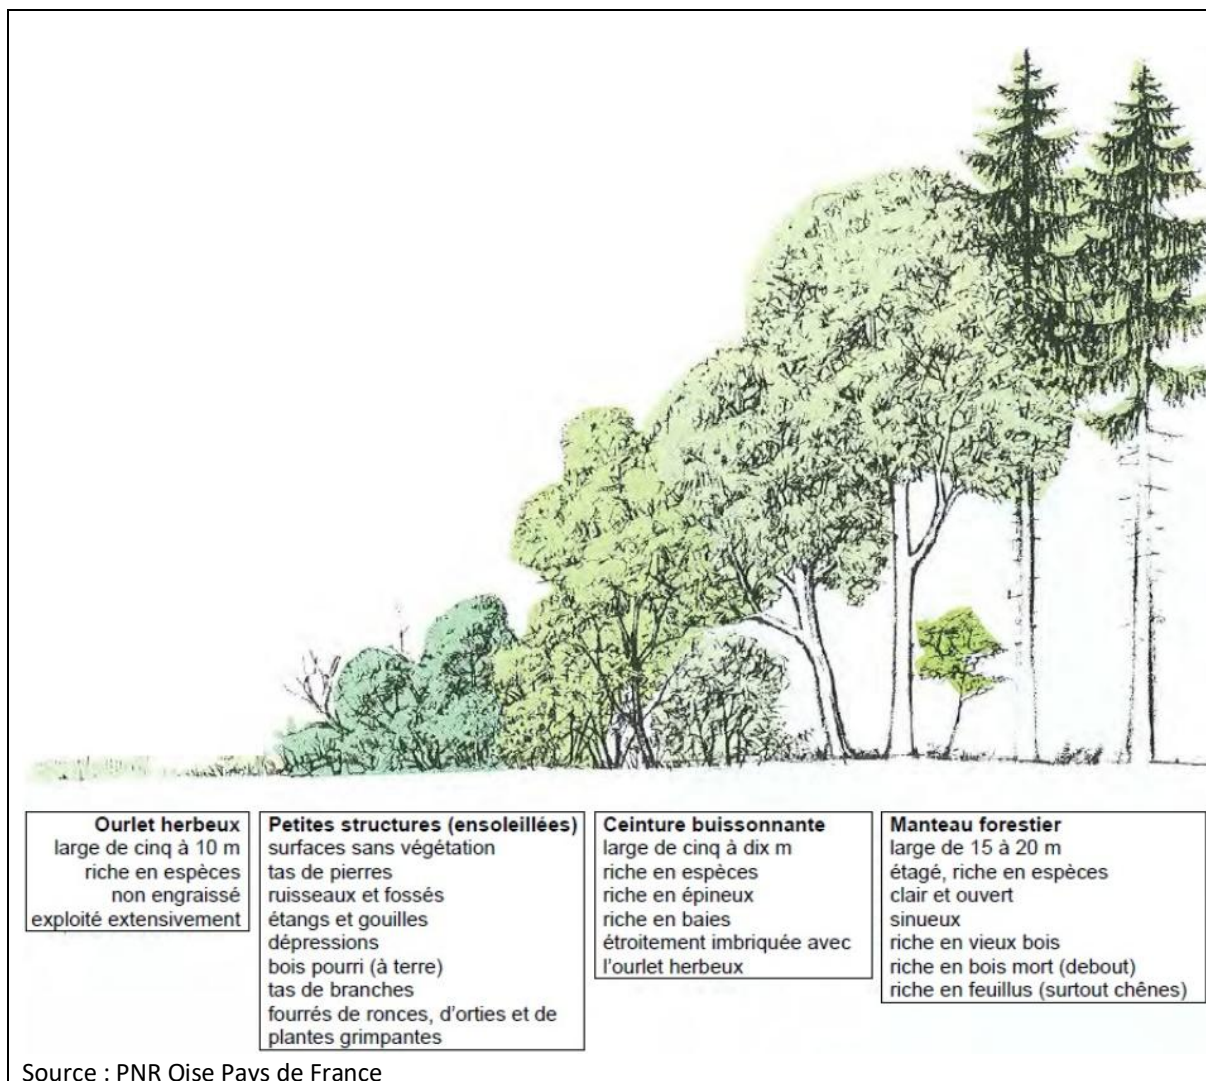 Ourlet herbeux
large de cinq à 10 m
riche en espèces
non engraissé
exploité extensivement
Petites structures (ensoleillées)
surfaces sans végétation
tas de pierres
ruisseaux et fossés
étangs et gouilles
dépressions
bois pourri (à terre)
tas de branches
fourrés de ronces, d'orties et de
plantes grimpantes
Ceinture buissonnante
large de cinq à dix m
riche en espèces
riche en épineux
riche en baies
étroitement imbriquée avec
l'ourlet herbeux
Manteau forestier
large de 15 à 20 m
étagé, riche en espèces
clair et ouvert
sinueux
riche en vieux bois
riche en bois mort (debout)
riche en feuillus (surtout chênes)
Source : PNR Oise Pays de France